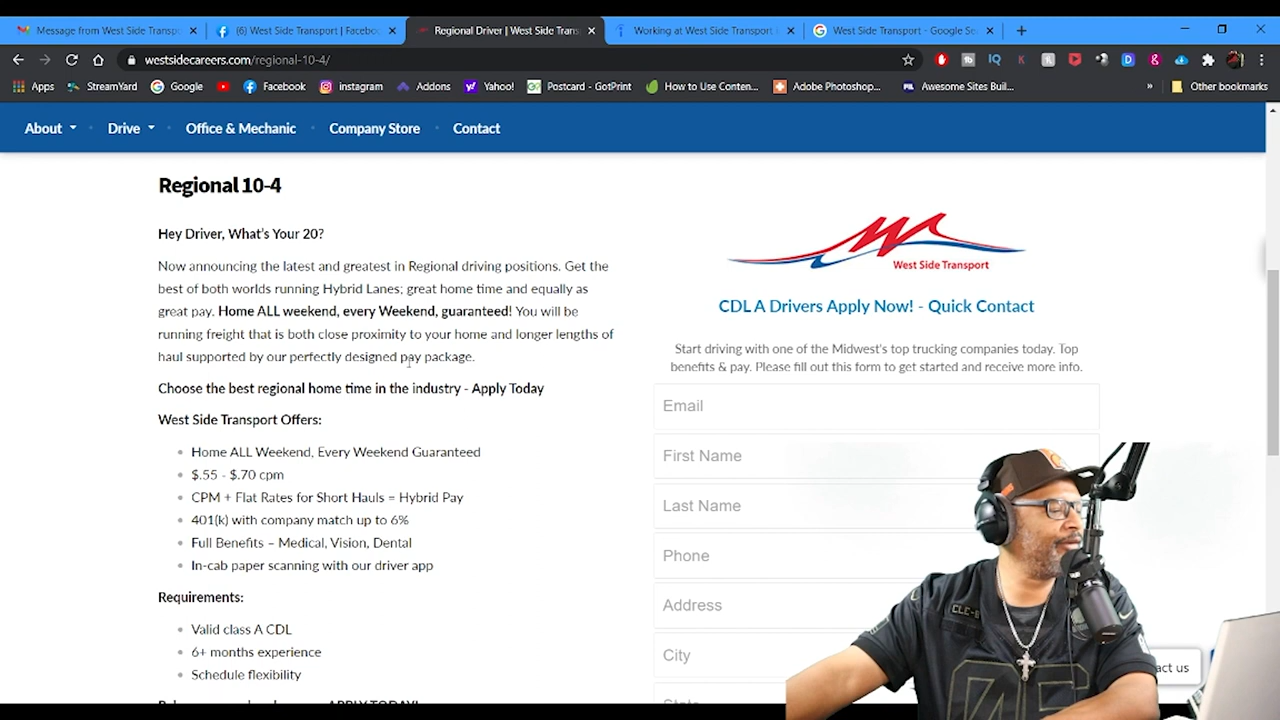 Message from West Side Transpo
(6) West Side Transport | Facebo
Regional Driver | West Side Trans
Working at West Side Transport
West Side Transport - Google Se
westsidecareers.com/regional-10-4/
Apps
StreamYard
Google
Facebook
instagram
Addons
Yahoo!
Postcard - GotPrint
How to Use Conten...
Adobe Photoshop...
Awesome Sites Buil...
»
Other bookmarks
About
Drive
Office & Mechanic
Company Store
Contact
Regional 10-4
Hey Driver, What's Your 20?
Now announcing the latest and greatest in Regional driving positions. Get the
best of both worlds running Hybrid Lanes; great home time and equally as
great pay. Home ALL weekend, every Weekend, guaranteed! You will be
running freight that is both close proximity to your home and longer lengths of
haul supported by our perfectly designed pay package.
Choose the best regional home time in the industry - Apply Today
West Side Transport Offers:
Home ALL Weekend, Every Weekend Guaranteed
$.55 - $.70 cpm
CPM + Flat Rates for Short Hauls = Hybrid Pay
401(k) with company match up to 6%
Full Benefits – Medical, Vision, Dental
In-cab paper scanning with our driver app
Requirements:
Valid class A CDL
6+ months experience
Schedule flexibility
West Side Transport
CDL A Drivers Apply Now! - Quick Contact
Start driving with one of the Midwest's top trucking companies today. Top
benefits & pay. Please fill out this form to get started and receive more info.
Email
First Name
Last Name
Phone
Address
City
State
act us